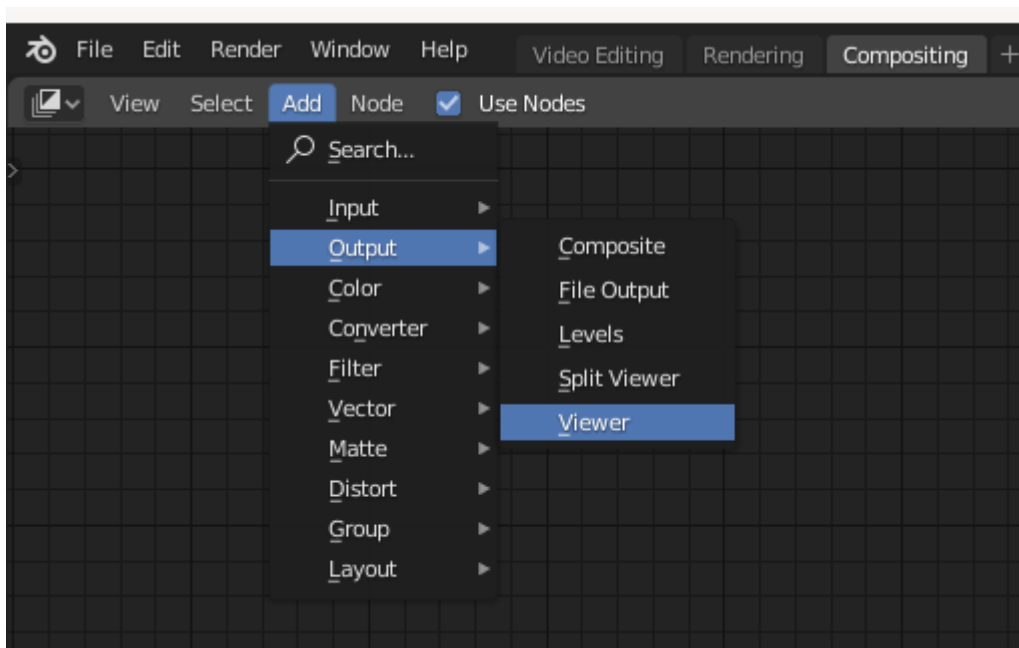 File Edit Render Window Help Video Editing Rendering Compositing +
View Select Add Node Use Nodes
Search...
Input
Output
Color
Converter
Filter
Vector
Matte
Distort
Group
Layout
Composite
File Output
Levels
Split Viewer
Viewer